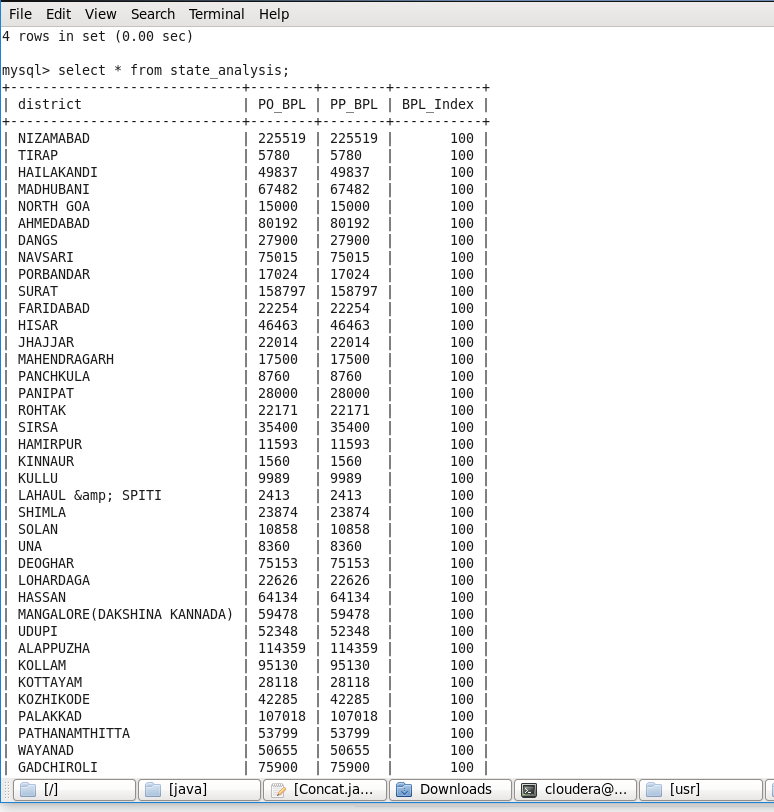 File Edit View Search Terminal Help
4 rows in set (0.00 sec)
mysql> select * from state_analysis;
+-----------------------------+--------+--------+-----------+
| district                    | PO_BPL | PP_BPL | BPL_Index |
+-----------------------------+--------+--------+-----------+
| NIZAMABAD                   | 225519 | 225519 |       100 |
| TIRAP                       | 5780   | 5780   |       100 |
| HAILAKANDI                  | 49837  | 49837  |       100 |
| MADHUBANI                   | 67482  | 67482  |       100 |
| NORTH GOA                   | 15000  | 15000  |       100 |
| AHMEDABAD                   | 80192  | 80192  |       100 |
| DANGS                       | 27900  | 27900  |       100 |
| NAVSARI                     | 75015  | 75015  |       100 |
| PORBANDAR                   | 17024  | 17024  |       100 |
| SURAT                       | 158797 | 158797 |       100 |
| FARIDABAD                   | 22254  | 22254  |       100 |
| HISAR                       | 46463  | 46463  |       100 |
| JHAJJAR                     | 22014  | 22014  |       100 |
| MAHENDRAGARH                | 17500  | 17500  |       100 |
| PANCHKULA                   | 8760   | 8760   |       100 |
| PANIPAT                     | 28000  | 28000  |       100 |
| ROHTAK                      | 22171  | 22171  |       100 |
| SIRSA                       | 35400  | 35400  |       100 |
| HAMIRPUR                    | 11593  | 11593  |       100 |
| KINNAUR                     | 1560   | 1560   |       100 |
| KULLU                       | 9989   | 9989   |       100 |
| LAHAUL &amp; SPITI          | 2413   | 2413   |       100 |
| SHIMLA                      | 23874  | 23874  |       100 |
| SOLAN                       | 10858  | 10858  |       100 |
| UNA                         | 8360   | 8360   |       100 |
| DEOGHAR                     | 75153  | 75153  |       100 |
| LOHARDAGA                   | 22626  | 22626  |       100 |
| HASSAN                      | 64134  | 64134  |       100 |
| MANGALORE(DAKSHINA KANNADA) | 59478  | 59478  |       100 |
| UDUPI                       | 52348  | 52348  |       100 |
| ALAPPUZHA                   | 114359 | 114359 |       100 |
| KOLLAM                      | 95130  | 95130  |       100 |
| KOTTAYAM                    | 28118  | 28118  |       100 |
| KOZHIKODE                   | 42285  | 42285  |       100 |
| PALAKKAD                    | 107018 | 107018 |       100 |
| PATHANAMTHITTA              | 53799  | 53799  |       100 |
| WAYANAD                     | 50655  | 50655  |       100 |
| GADCHIROLI                  | 75900  | 75900  |       100 |
[/] [java] [Concat.ja... Downloads cloudera@... [usr]